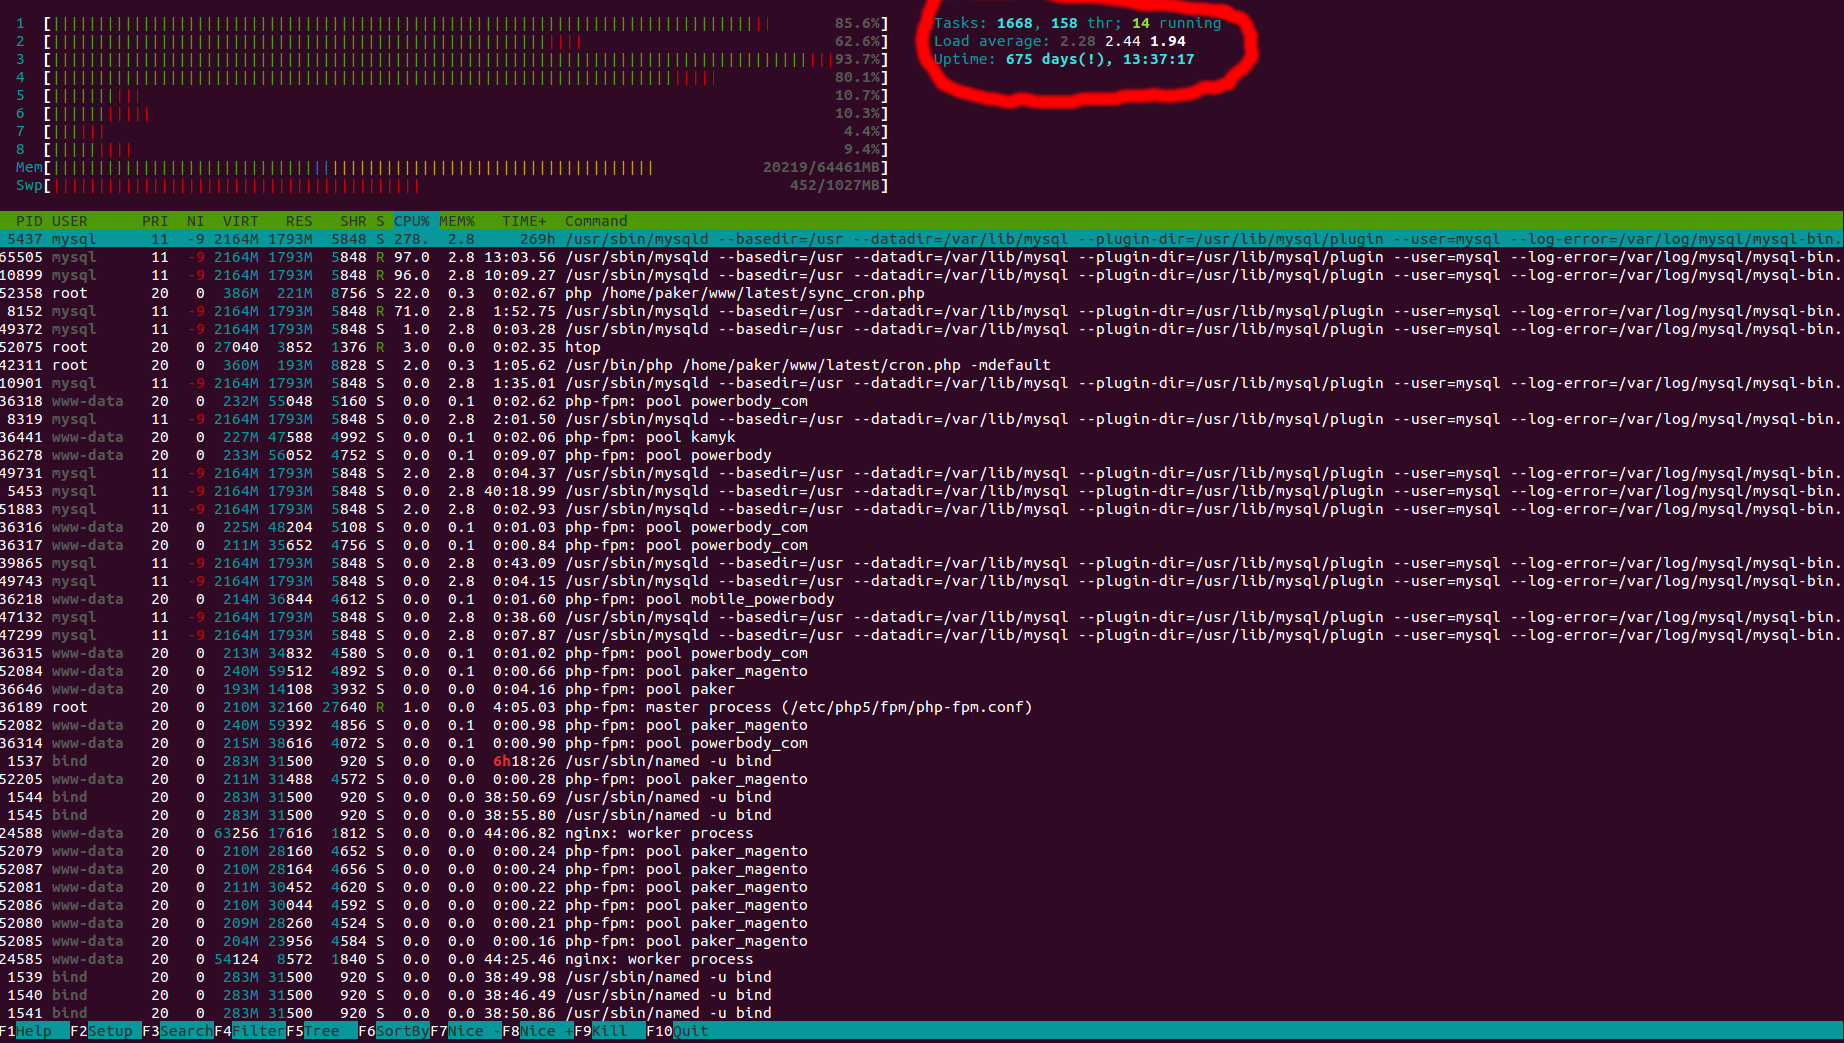 1 [ 85.6%] Tasks: 1668, 158 thr; 14 running
2 [ 62.6%] Load average: 2.28 2.44 1.94
3 [ 93.7%] Uptime: 675 days(!), 13:37:17
4 [ 80.1%]
5 [ 10.7%]
6 [ 10.3%]
7 [ 4.4%]
8 [ 9.4%]
Mem[ 20219/64461MB]
Swp[ 452/1027MB]
PID USER PRI NI VIRT RES SHR S CPU% MEM% TIME+ Command
5437 mysql 11 -9 2164M 1793M 5848 S 278. 2.8 269h /usr/sbin/mysqld --basedir=/usr --datadir=/var/lib/mysql --plugin-dir=/usr/lib/mysql/plugin --user=mysql --log-error=/var/log/mysql/mysql-bin.
65505 mysql 11 -9 2164M 1793M 5848 R 97.0 2.8 13:03.56 /usr/sbin/mysqld --basedir=/usr --datadir=/var/lib/mysql --plugin-dir=/usr/lib/mysql/plugin --user=mysql --log-error=/var/log/mysql/mysql-bin.
10899 mysql 11 -9 2164M 1793M 5848 R 96.0 2.8 10:09.27 /usr/sbin/mysqld --basedir=/usr --datadir=/var/lib/mysql --plugin-dir=/usr/lib/mysql/plugin --user=mysql --log-error=/var/log/mysql/mysql-bin.
52358 root 20 0 386M 221M 8756 S 22.0 0.3 0:02.67 php /home/paker/www/latest/sync_cron.php
8152 mysql 11 -9 2164M 1793M 5848 R 71.0 2.8 1:52.75 /usr/sbin/mysqld --basedir=/usr --datadir=/var/lib/mysql --plugin-dir=/usr/lib/mysql/plugin --user=mysql --log-error=/var/log/mysql/mysql-bin.
49372 mysql 11 -9 2164M 1793M 5848 S 1.0 2.8 0:03.28 /usr/sbin/mysqld --basedir=/usr --datadir=/var/lib/mysql --plugin-dir=/usr/lib/mysql/plugin --user=mysql --log-error=/var/log/mysql/mysql-bin.
52075 root 20 0 27040 3852 1376 R 3.0 0.0 0:02.35 htop
42311 root 20 0 360M 193M 8828 S 2.0 0.3 1:05.62 /usr/bin/php /home/paker/www/latest/cron.php -mdefault
10901 mysql 11 -9 2164M 1793M 5848 S 0.0 2.8 1:35.01 /usr/sbin/mysqld --basedir=/usr --datadir=/var/lib/mysql --plugin-dir=/usr/lib/mysql/plugin --user=mysql --log-error=/var/log/mysql/mysql-bin.
36318 www-data 20 0 232M 55048 5160 S 0.0 0.1 0:02.62 php-fpm: pool powerbody_com
8319 mysql 11 -9 2164M 1793M 5848 S 0.0 2.8 2:01.50 /usr/sbin/mysqld --basedir=/usr --datadir=/var/lib/mysql --plugin-dir=/usr/lib/mysql/plugin --user=mysql --log-error=/var/log/mysql/mysql-bin.
36441 www-data 20 0 227M 47588 4992 S 0.0 0.1 0:02.06 php-fpm: pool kamyk
36278 www-data 20 0 233M 56052 4752 S 0.0 0.1 0:09.07 php-fpm: pool powerbody
49731 mysql 11 -9 2164M 1793M 5848 S 2.0 2.8 0:04.37 /usr/sbin/mysqld --basedir=/usr --datadir=/var/lib/mysql --plugin-dir=/usr/lib/mysql/plugin --user=mysql --log-error=/var/log/mysql/mysql-bin.
5453 mysql 11 -9 2164M 1793M 5848 S 0.0 2.8 40:18.99 /usr/sbin/mysqld --basedir=/usr --datadir=/var/lib/mysql --plugin-dir=/usr/lib/mysql/plugin --user=mysql --log-error=/var/log/mysql/mysql-bin.
51883 mysql 11 -9 2164M 1793M 5848 S 2.0 2.8 0:02.93 /usr/sbin/mysqld --basedir=/usr --datadir=/var/lib/mysql --plugin-dir=/usr/lib/mysql/plugin --user=mysql --log-error=/var/log/mysql/mysql-bin.
36316 www-data 20 0 225M 48204 5108 S 0.0 0.1 0:01.03 php-fpm: pool powerbody_com
36317 www-data 20 0 211M 35652 4756 S 0.0 0.1 0:00.84 php-fpm: pool powerbody_com
39865 mysql 11 -9 2164M 1793M 5848 S 0.0 2.8 0:43.09 /usr/sbin/mysqld --basedir=/usr --datadir=/var/lib/mysql --plugin-dir=/usr/lib/mysql/plugin --user=mysql --log-error=/var/log/mysql/mysql-bin.
49743 mysql 11 -9 2164M 1793M 5848 S 0.0 2.8 0:04.15 /usr/sbin/mysqld --basedir=/usr --datadir=/var/lib/mysql --plugin-dir=/usr/lib/mysql/plugin --user=mysql --log-error=/var/log/mysql/mysql-bin.
36218 www-data 20 0 214M 36844 4612 S 0.0 0.1 0:01.60 php-fpm: pool mobile_powerbody
47132 mysql 11 -9 2164M 1793M 5848 S 0.0 2.8 0:38.60 /usr/sbin/mysqld --basedir=/usr --datadir=/var/lib/mysql --plugin-dir=/usr/lib/mysql/plugin --user=mysql --log-error=/var/log/mysql/mysql-bin.
47299 mysql 11 -9 2164M 1793M 5848 S 0.0 2.8 0:07.87 /usr/sbin/mysqld --basedir=/usr --datadir=/var/lib/mysql --plugin-dir=/usr/lib/mysql/plugin --user=mysql --log-error=/var/log/mysql/mysql-bin.
36315 www-data 20 0 213M 34832 4580 S 0.0 0.1 0:01.02 php-fpm: pool powerbody_com
52084 www-data 20 0 240M 59512 4892 S 0.0 0.1 0:00.66 php-fpm: pool paker_magento
36646 www-data 20 0 193M 14108 3932 S 0.0 0.0 0:04.16 php-fpm: pool paker
36189 root 20 0 210M 32160 27640 R 1.0 0.0 4:05.03 php-fpm: master process (/etc/php5/fpm/php-fpm.conf)
52082 www-data 20 0 240M 59392 4856 S 0.0 0.1 0:00.98 php-fpm: pool paker_magento
36314 www-data 20 0 215M 38616 4072 S 0.0 0.1 0:00.90 php-fpm: pool powerbody_com
1537 bind 20 0 283M 31500 920 S 0.0 0.0 6h18:26 /usr/sbin/named -u bind
52205 www-data 20 0 211M 31488 4572 S 0.0 0.0 0:00.28 php-fpm: pool paker_magento
1544 bind 20 0 283M 31500 920 S 0.0 0.0 38:50.69 /usr/sbin/named -u bind
1545 bind 20 0 283M 31500 920 S 0.0 0.0 38:55.80 /usr/sbin/named -u bind
24588 www-data 20 0 63256 17616 1812 S 0.0 0.0 44:06.82 nginx: worker process
52079 www-data 20 0 210M 28160 4652 S 0.0 0.0 0:00.24 php-fpm: pool paker_magento
52087 www-data 20 0 210M 28164 4656 S 0.0 0.0 0:00.24 php-fpm: pool paker_magento
52081 www-data 20 0 211M 30452 4620 S 0.0 0.0 0:00.22 php-fpm: pool paker_magento
52086 www-data 20 0 210M 30044 4592 S 0.0 0.0 0:00.22 php-fpm: pool paker_magento
52080 www-data 20 0 209M 28260 4524 S 0.0 0.0 0:00.21 php-fpm: pool paker_magento
52085 www-data 20 0 204M 23956 4584 S 0.0 0.0 0:00.16 php-fpm: pool paker_magento
24585 www-data 20 0 54124 8572 1840 S 0.0 0.0 44:25.46 nginx: worker process
1539 bind 20 0 283M 31500 920 S 0.0 0.0 38:49.98 /usr/sbin/named -u bind
1540 bind 20 0 283M 31500 920 S 0.0 0.0 38:46.49 /usr/sbin/named -u bind
1541 bind 20 0 283M 31500 920 S 0.0 0.0 38:50.86 /usr/sbin/named -u bind
F1Help F2Setup F3SearchF4FilterF5Tree F6SortByF7Nice -F8Nice +F9Kill F10Quit